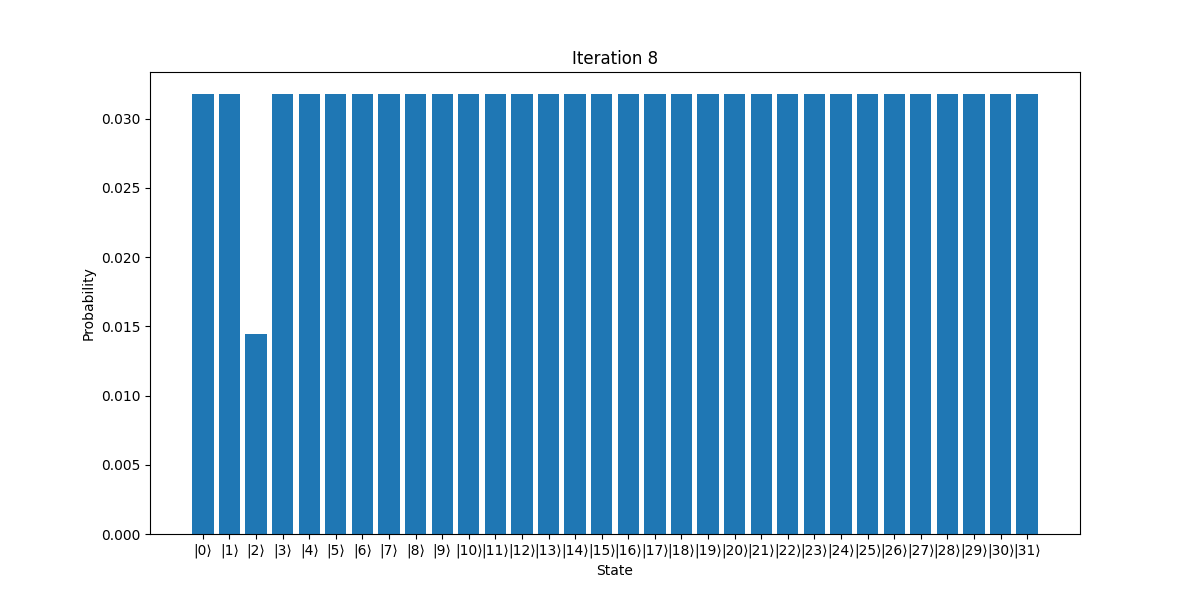 Iteration 8
Probability
0.030
0.025
0.020
0.015
0.010
0.005
0.000
|0⟩ |1⟩ |2⟩ |3⟩ |4⟩ |5⟩ |6⟩ |7⟩ |8⟩ |9⟩ |10⟩ |11⟩ |12⟩ |13⟩ |14⟩ |15⟩ |16⟩ |17⟩ |18⟩ |19⟩ |20⟩ |21⟩ |22⟩ |23⟩ |24⟩ |25⟩ |26⟩ |27⟩ |28⟩ |29⟩ |30⟩ |31⟩
State